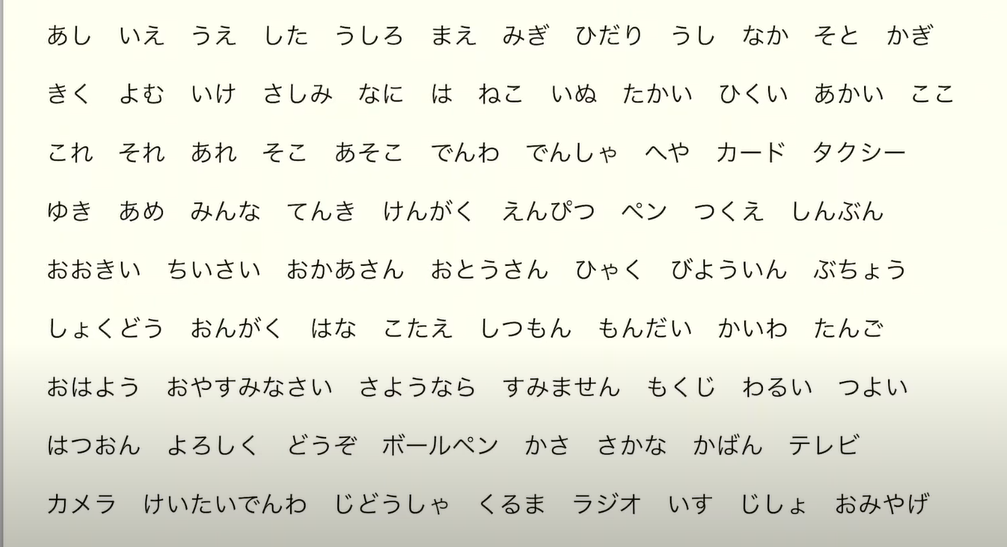 あし　いえ　うえ　した　うしろ　まえ　みぎ　ひだり　うし　なか　そと　かぎ
きく　よむ　いけ　さしみ　なに　は　ねこ　いぬ　たかい　ひくい　あかい　ここ
これ　それ　あれ　そこ　あそこ　でんわ　でんしゃ　へや　カード　タクシー
ゆき　あめ　みんな　てんき　けんがく　えんぴつ　ペン　つくえ　しんぶん
おおきい　ちいさい　おかあさん　おとうさん　ひゃく　びよういん　ぶちょう
しょくどう　おんがく　はな　こたえ　しつもん　もんだい　かいわ　たんご
おはよう　おやすみなさい　さようなら　すみません　もくじ　わるい　つよい
はつおん　よろしく　どうぞ　ボールペン　かさ　さかな　かばん　テレビ
カメラ　けいたいでんわ　じどうしゃ　くるま　ラジオ　いす　じしょ　おみやげ